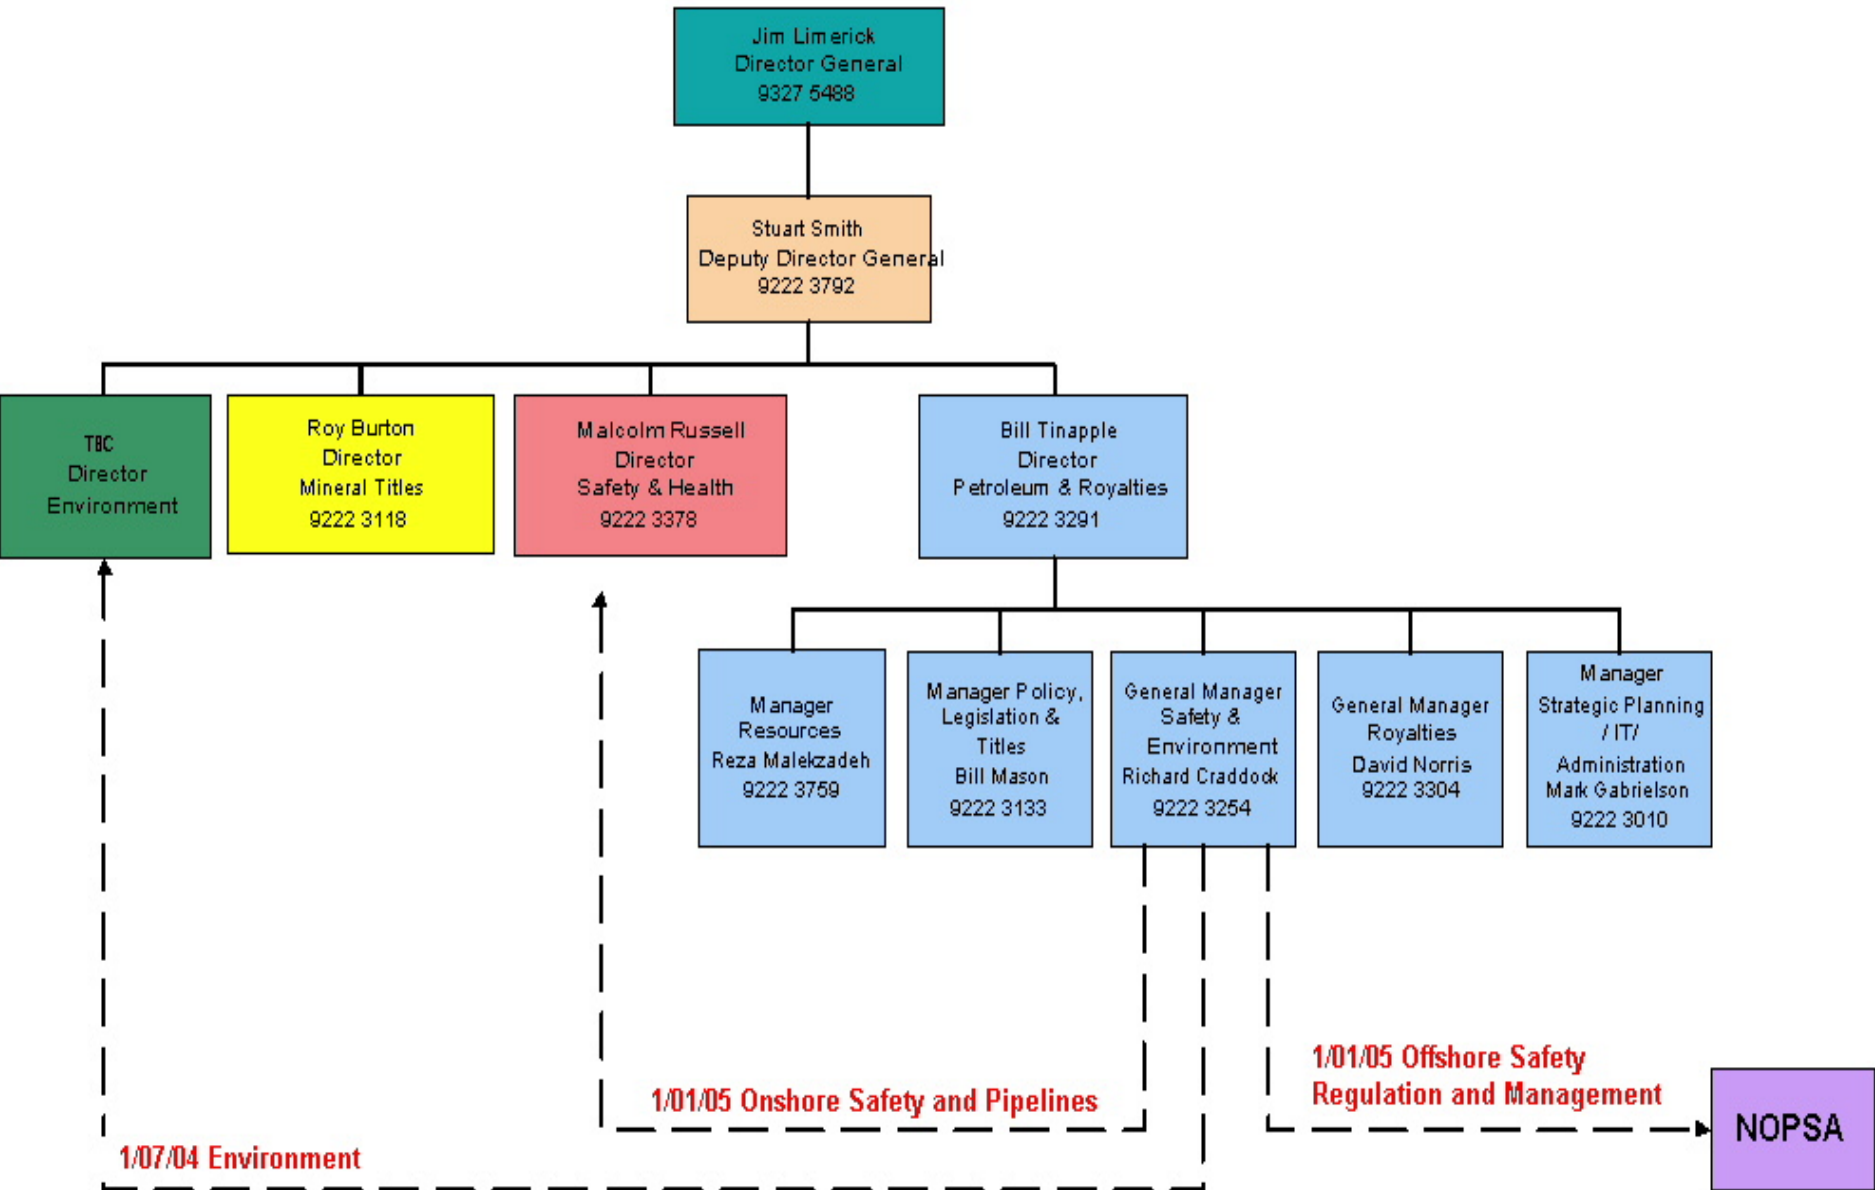 Jim Limerick
Director General
9327 5488
Stuart Smith
Deputy Director General
9222 3792
TBC
Director
Environment
Roy Burton
Director
Mineral Titles
9222 3118
Malcolm Russell
Director
Safety & Health
9222 3378
Bill Tinapple
Director
Petroleum & Royalties
9222 3291
Manager
Resources
Reza Malekzadeh
9222 3759
Manager Policy,
Legislation &
Titles
Bill Mason
9222 3133
General Manager
Safety &
Environment
Richard Craddock
9222 3254
General Manager
Royalties
David Norris
9222 3304
Manager
Strategic Planning
/ IT/
Administration
Mark Gabrielson
9222 3010
1/01/05 Offshore Safety
Regulation and Management
1/01/05 Onshore Safety and Pipelines
NOPSA
1/07/04 Environment